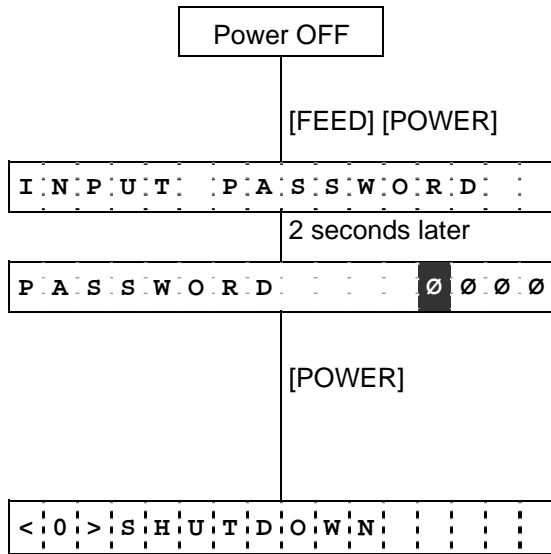 Power OFF
[FEED] [POWER]
INPUT PASSWORD
2 seconds later
PASSWORD ØØØØ
[POWER]
<0>SHUTDOWN